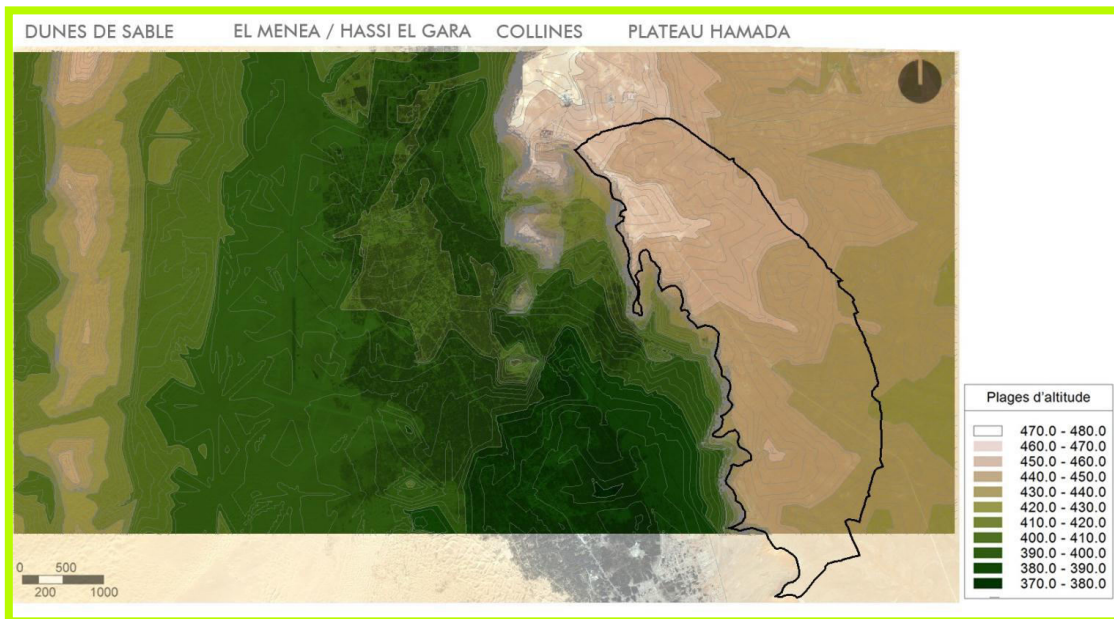 DUNES DE SABLE EL MENEA / HASSI EL GARA COLLINES PLATEAU HAMADA
Plages d'altitude
470.0 - 480.0
460.0 - 470.0
450.0 - 460.0
440.0 - 450.0
430.0 - 440.0
420.0 - 430.0
410.0 - 420.0
400.0 - 410.0
390.0 - 400.0
380.0 - 390.0
370.0 - 380.0
0 500
200 1000